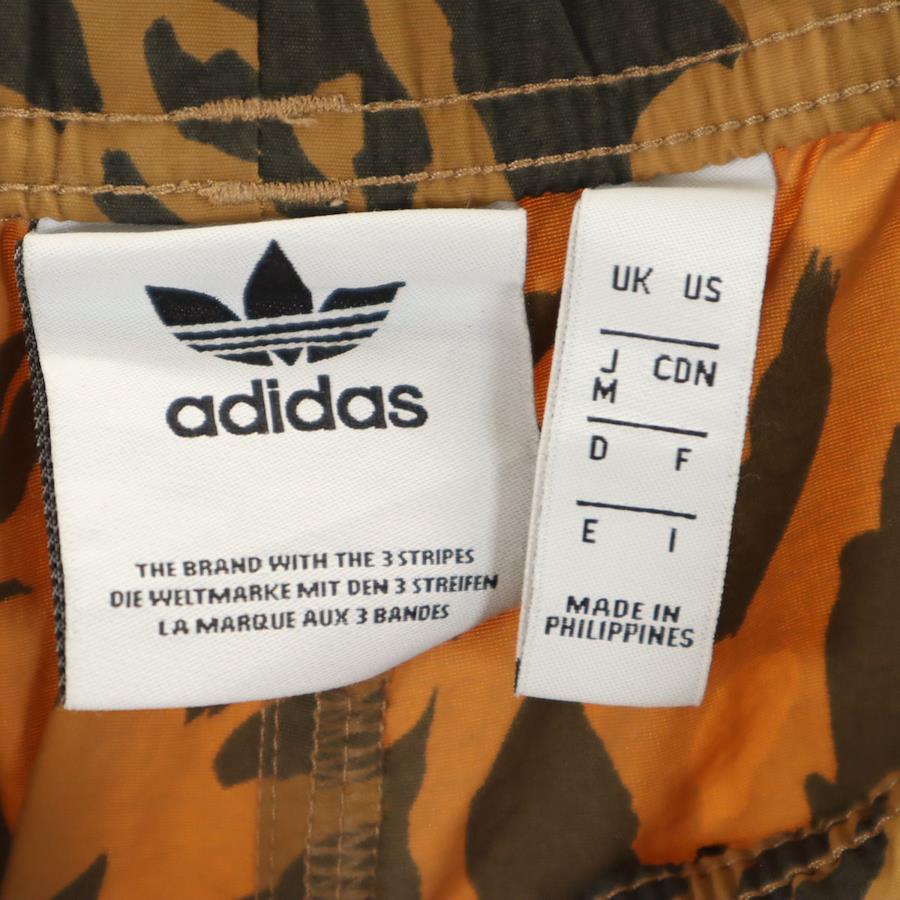 adidas
THE BRAND WITH THE 3 STRIPES
DIE WELTMARKE MIT DEN 3 STREIFEN
LA MARQUE AUX 3 BANDES
UK US
J CDN
M
D F
E I
MADE IN
PHILIPPINES